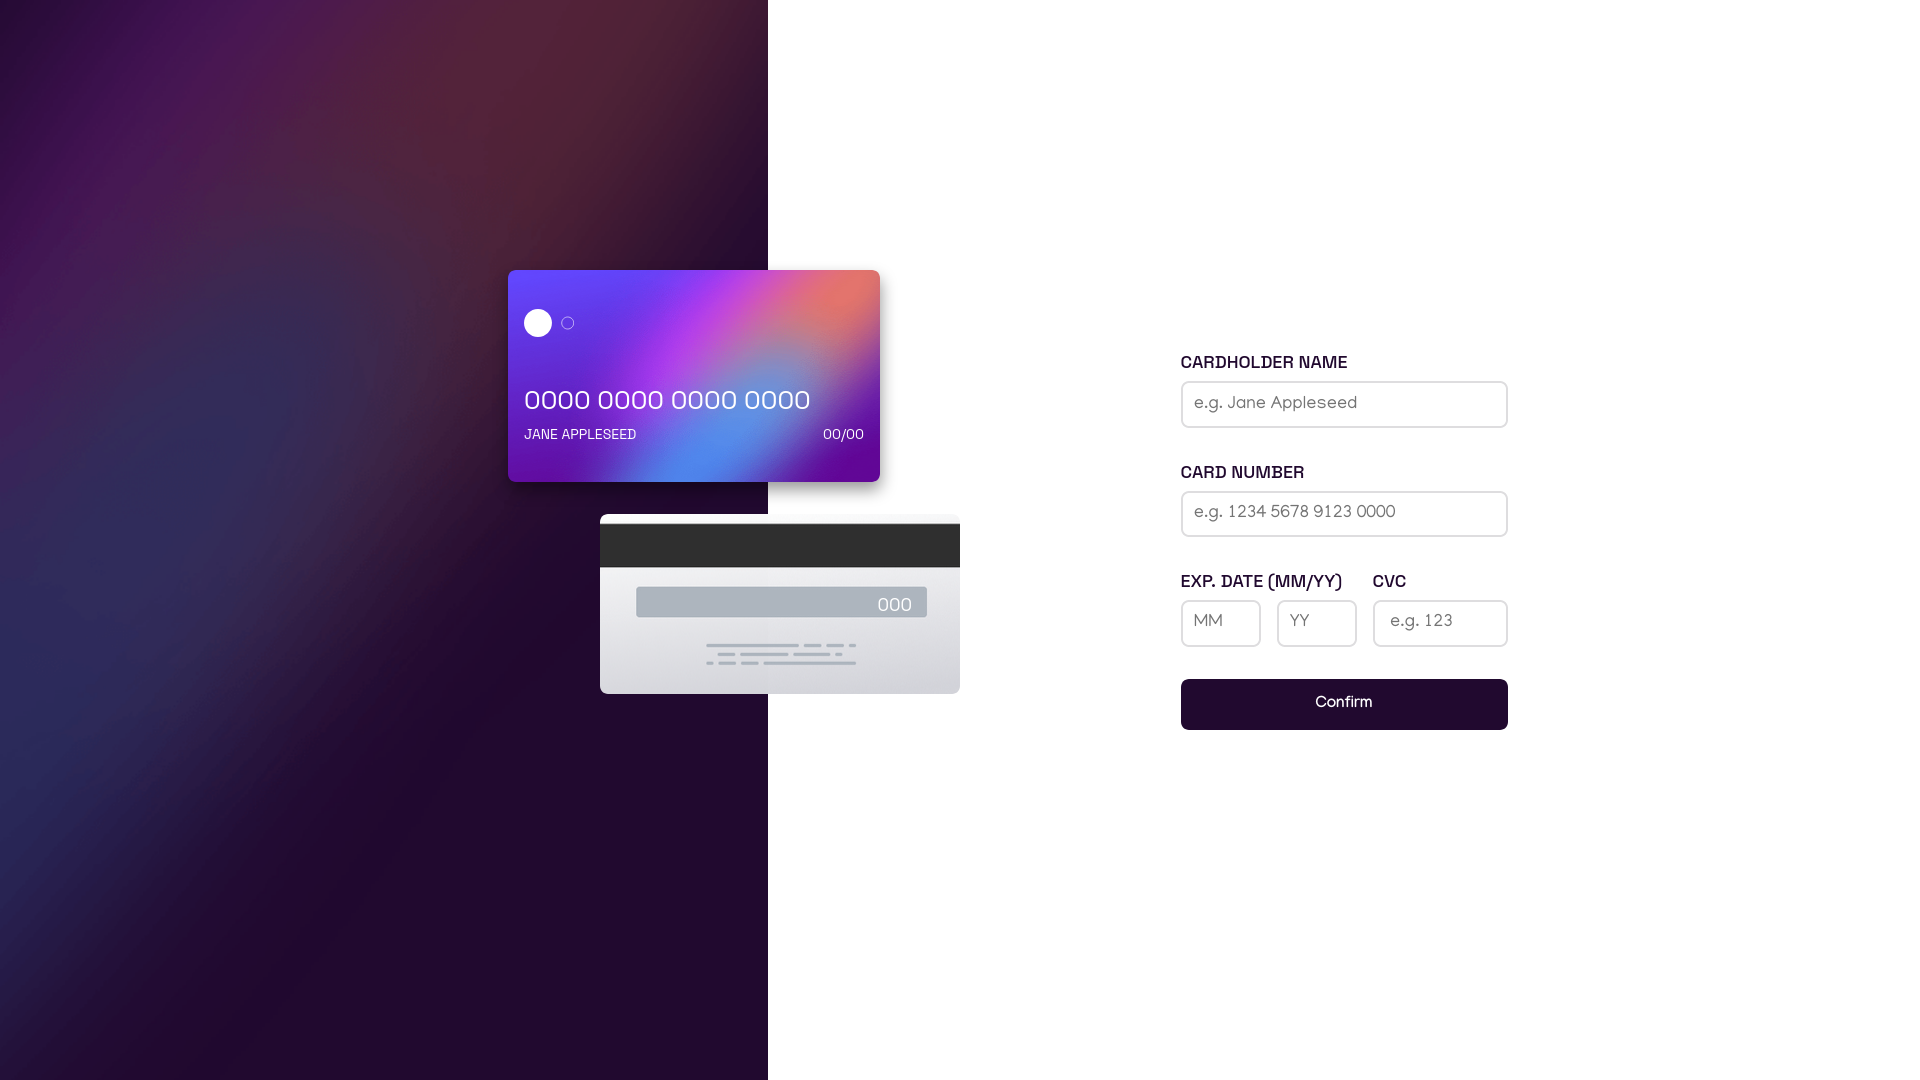 0000 0000 0000 0000
JANE APPLESEED 00/00
000
CARDHOLDER NAME
e.g. Jane Appleseed
CARD NUMBER
e.g. 1234 5678 9123 0000
EXP. DATE (MM/YY) CVC
MM YY e.g. 123
Confirm